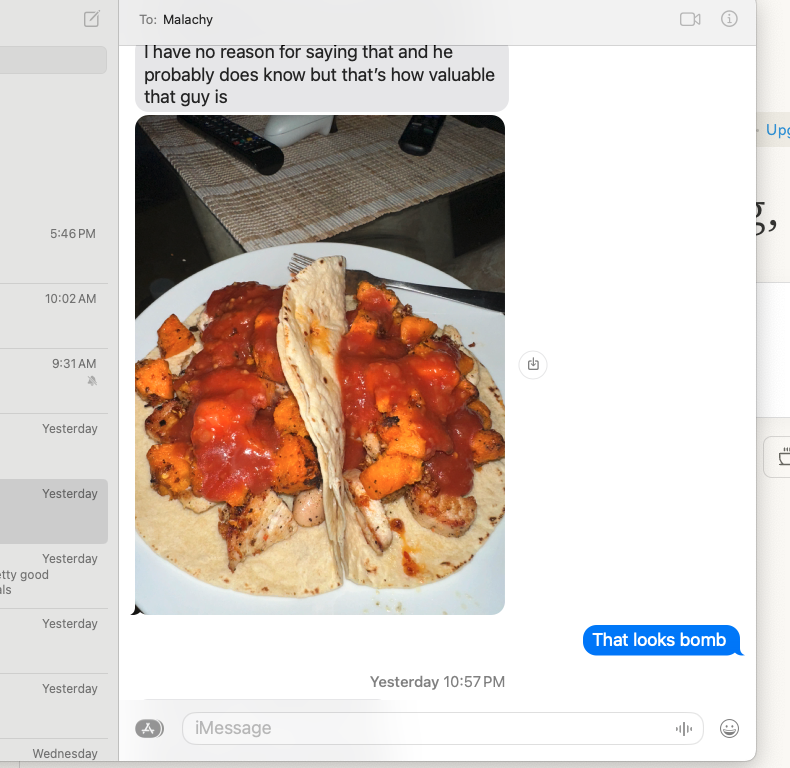 To: Malachy
I have no reason for saying that and he
probably does know but that’s how valuable
that guy is
Upg
g,
5:46 PM
10:02 AM
9:31 AM
Yesterday
Yesterday
Yesterday
etty good
als
Yesterday
Yesterday
Wednesday
That looks bomb
Yesterday 10:57 PM
iMessage